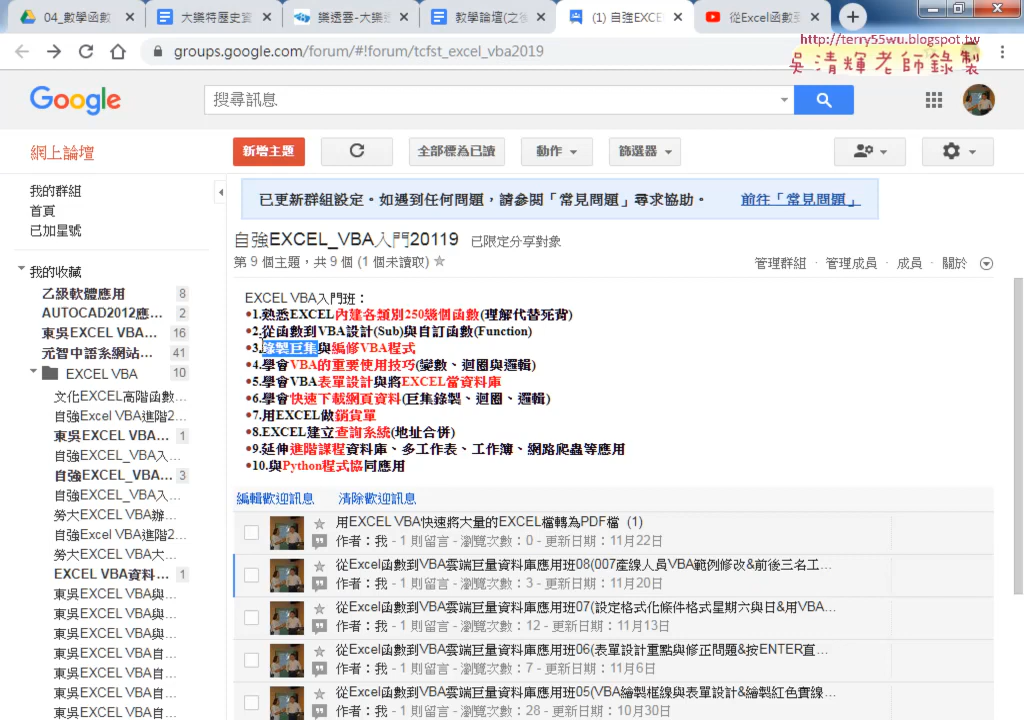 04_數學函數
大樂特歷史資
樂透雲-大樂
教學論壇(之
(1) 自強EXCE
從Excel函數到
http://terry55wu.blogspot.tw
groups.google.com/forum/#!forum/tcfst_excel_vba2019
吳清輝老師錄製
Google
搜尋訊息
網上論壇
新增主題
全部標為已讀
動作
篩選器
我的群組
首頁
已加星號
已更新群組設定。如遇到任何問題，請參閱「常見問題」尋求協助。 前往「常見問題」
自強EXCEL_VBA入門20119 已限定分享對象
第 9 個主題，共 9 個 (1 個未讀取)
管理群組 · 管理成員 · 成員 · 關於
我的收藏
乙級軟體應用 8
AUTOCAD2012應... 2
東吳EXCEL VBA... 16
元智中語系網站... 41
EXCEL VBA 10
文化EXCEL高階函數...
自強Excel VBA進階2...
東吳EXCEL VBA... 1
自強EXCEL_VBA入...
自強EXCEL_VBA... 3
自強EXCEL_VBA入...
勞大EXCEL VBA辦...
自強Excel VBA進階2...
勞大EXCEL VBA大...
EXCEL VBA資料... 1
東吳EXCEL VBA與...
東吳EXCEL VBA與...
東吳EXCEL VBA與...
東吳EXCEL VBA自...
東吳EXCEL VBA自...
東吳EXCEL VBA自...
東吳EXCEL VBA自...
EXCEL VBA入門班：
•1.熟悉EXCEL內建各類別250幾個函數(理解代替死背)
•2.從函數到VBA設計(Sub)與自訂函數(Function)
•3.錄製巨集與編修VBA程式
•4.學會VBA的重要使用技巧(變數、迴圈與邏輯)
•5.學會VBA表單設計與將EXCEL當資料庫
•6.學會快速下載網頁資料(巨集錄製、迴圈、邏輯)
•7.用EXCEL做銷貨單
•8.EXCEL建立查詢系統(地址合併)
•9.延伸進階課程資料庫、多工作表、工作簿、網路爬蟲等應用
•10.與Python程式協同應用
編輯歡迎訊息 清除歡迎訊息
用EXCEL VBA快速將大量的EXCEL檔轉為PDF檔 (1)
作者：我 - 1 則留言 - 瀏覽次數：0 - 更新日期：11月22日
從Excel函數到VBA雲端巨量資料庫應用班08(007產線人員VBA範例修改&前後三名工...
作者：我 - 1 則留言 - 瀏覽次數：3 - 更新日期：11月20日
從Excel函數到VBA雲端巨量資料庫應用班07(設定格式化條件格式星期六與日&用VBA...
作者：我 - 1 則留言 - 瀏覽次數：12 - 更新日期：11月13日
從Excel函數到VBA雲端巨量資料庫應用班06(表單設計重點與修正問題&按ENTER直...
作者：我 - 1 則留言 - 瀏覽次數：7 - 更新日期：11月6日
從Excel函數到VBA雲端巨量資料庫應用班05(VBA繪製框線與表單設計&繪製紅色實線...
作者：我 - 1 則留言 - 瀏覽次數：28 - 更新日期：10月30日